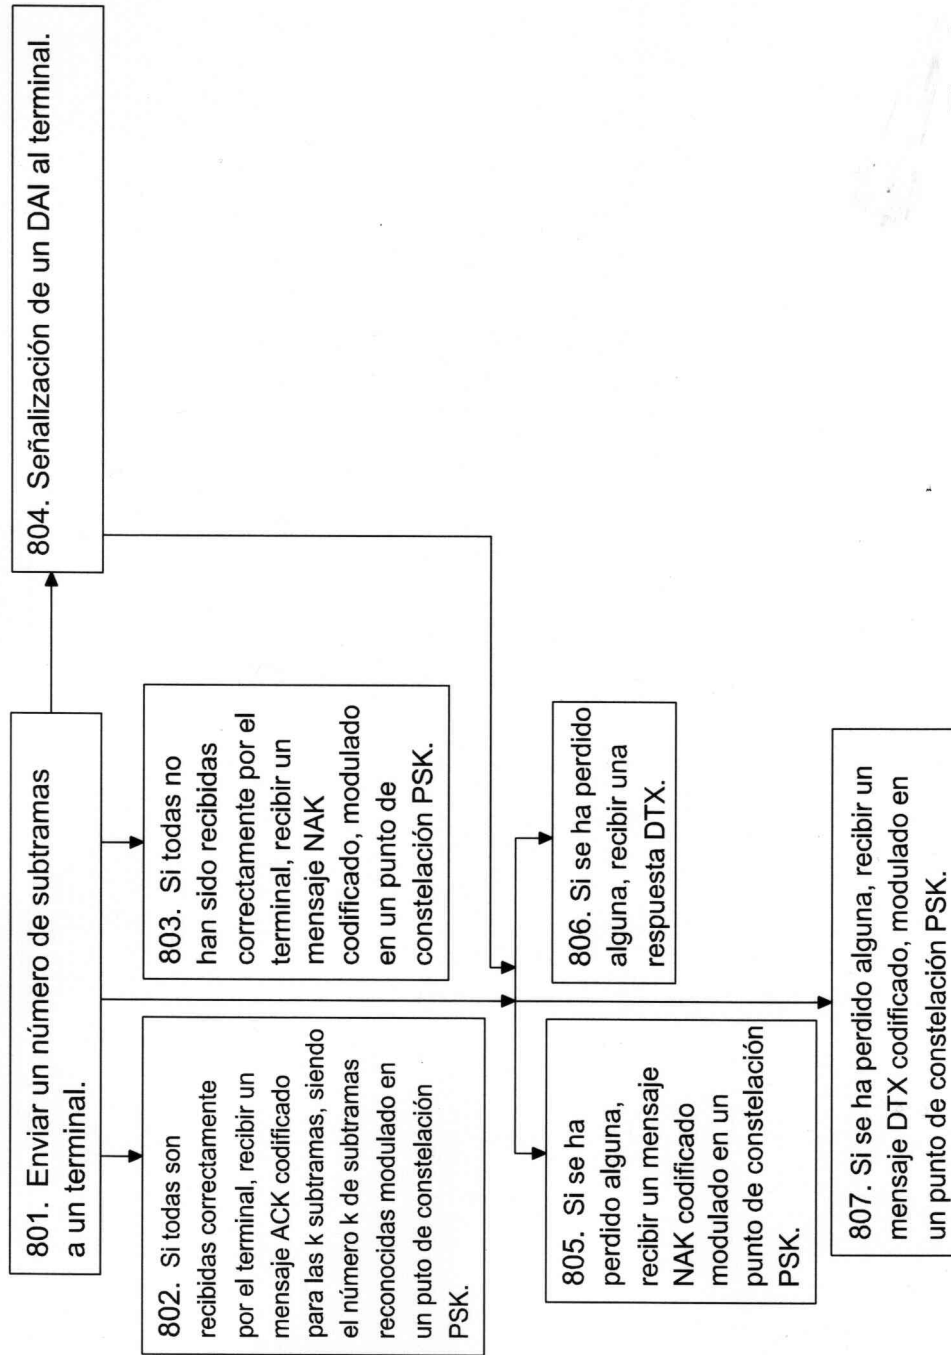 801. Enviar un número de subtramas
a un terminal.
804. Señalización de un DAI al terminal.
802. Si todas son
recibidas correctamente
por el terminal, recibir un
mensaje ACK codificado
para las k subtramas, siendo
el número k de subtramas
reconocidas modulado en
un puto de constelación
PSK.
803. Si todas no
han sido recibidas
correctamente por el
terminal, recibir un
mensaje NAK
codificado, modulado
en un punto de
constelación PSK.
805. Si se ha
perdido alguna,
recibir un mensaje
NAK codificado
modulado en un
punto de constelación
PSK.
806. Si se ha perdido
alguna, recibir una
respuesta DTX.
807. Si se ha perdido alguna, recibir un
mensaje DTX codificado, modulado en
un punto de constelación PSK.